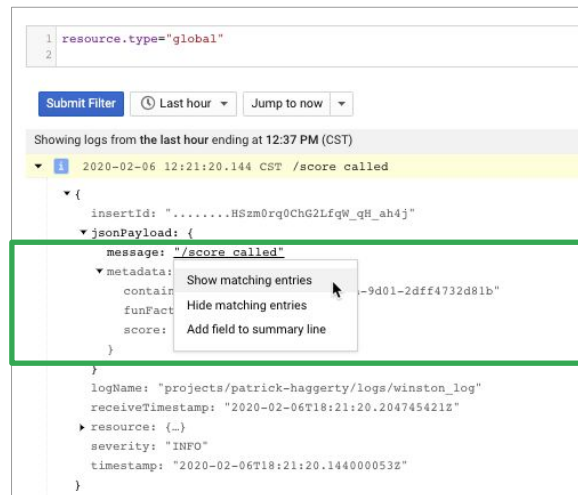 1 resource.type="global"
2
Submit Filter Last hour Jump to now
Showing logs from the last hour ending at 12:37 PM (CST)
i 2020-02-06 12:21:20.144 CST /score called
{
insertId: "........HSzm0rq0ChG2LfqW_qH_ah4j"
jsonPayload: {
message: "/score called"
metadata:
Show matching entries
contain -9d01-2dff4732d81b"
Hide matching entries
funFact
Add field to summary line
score:
}
}
logName: "projects/patrick-haggerty/logs/winston_log"
receiveTimestamp: "2020-02-06T18:21:20.204745421Z"
resource: {…}
severity: "INFO"
timestamp: "2020-02-06T18:21:20.144000053Z"
}